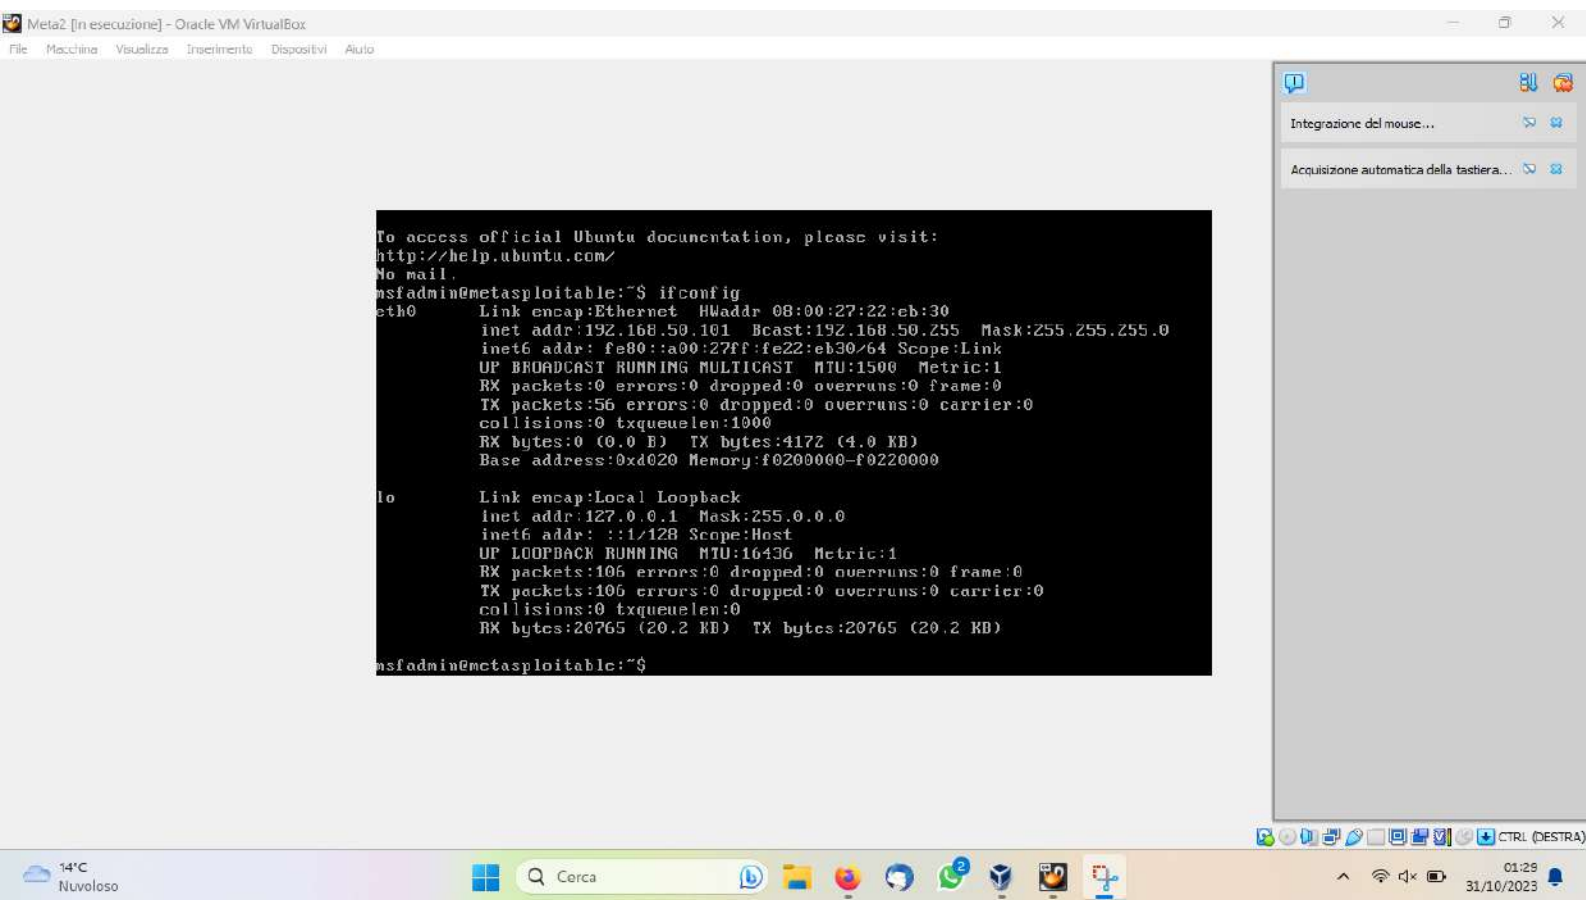 Meta2 [In esecuzione] - Oracle VM VirtualBox
File Macchina Visualizza Inserimento Dispositivi Aiuto
Integrazione del mouse...
Acquisizione automatica della tastiera...
To access official Ubuntu documentation, please visit:
http://help.ubuntu.com/
No mail.
msfadmin@metasploitable:~$ ifconfig
eth0 Link encap:Ethernet HWaddr 08:00:27:22:eb:30
inet addr:192.168.50.101 Bcast:192.168.50.255 Mask:255.255.255.0
inet6 addr: fe80::a00:27ff:fe22:eb30/64 Scope:Link
UP BROADCAST RUNNING MULTICAST MTU:1500 Metric:1
RX packets:0 errors:0 dropped:0 overruns:0 frame:0
TX packets:56 errors:0 dropped:0 overruns:0 carrier:0
collisions:0 txqueuelen:1000
RX bytes:0 (0.0 B) TX bytes:4172 (4.0 KB)
Base address:0xd020 Memory:f0200000-f0220000
lo Link encap:Local Loopback
inet addr:127.0.0.1 Mask:255.0.0.0
inet6 addr: ::1/128 Scope:Host
UP LOOPBACK RUNNING MTU:16436 Metric:1
RX packets:106 errors:0 dropped:0 overruns:0 frame:0
TX packets:106 errors:0 dropped:0 overruns:0 carrier:0
collisions:0 txqueuelen:0
RX bytes:20765 (20.2 KB) TX bytes:20765 (20.2 KB)
msfadmin@metasploitable:~$
CTRL (DESTRA)
14°C
Nuvoloso
Cerca
2
01:29
31/10/2023